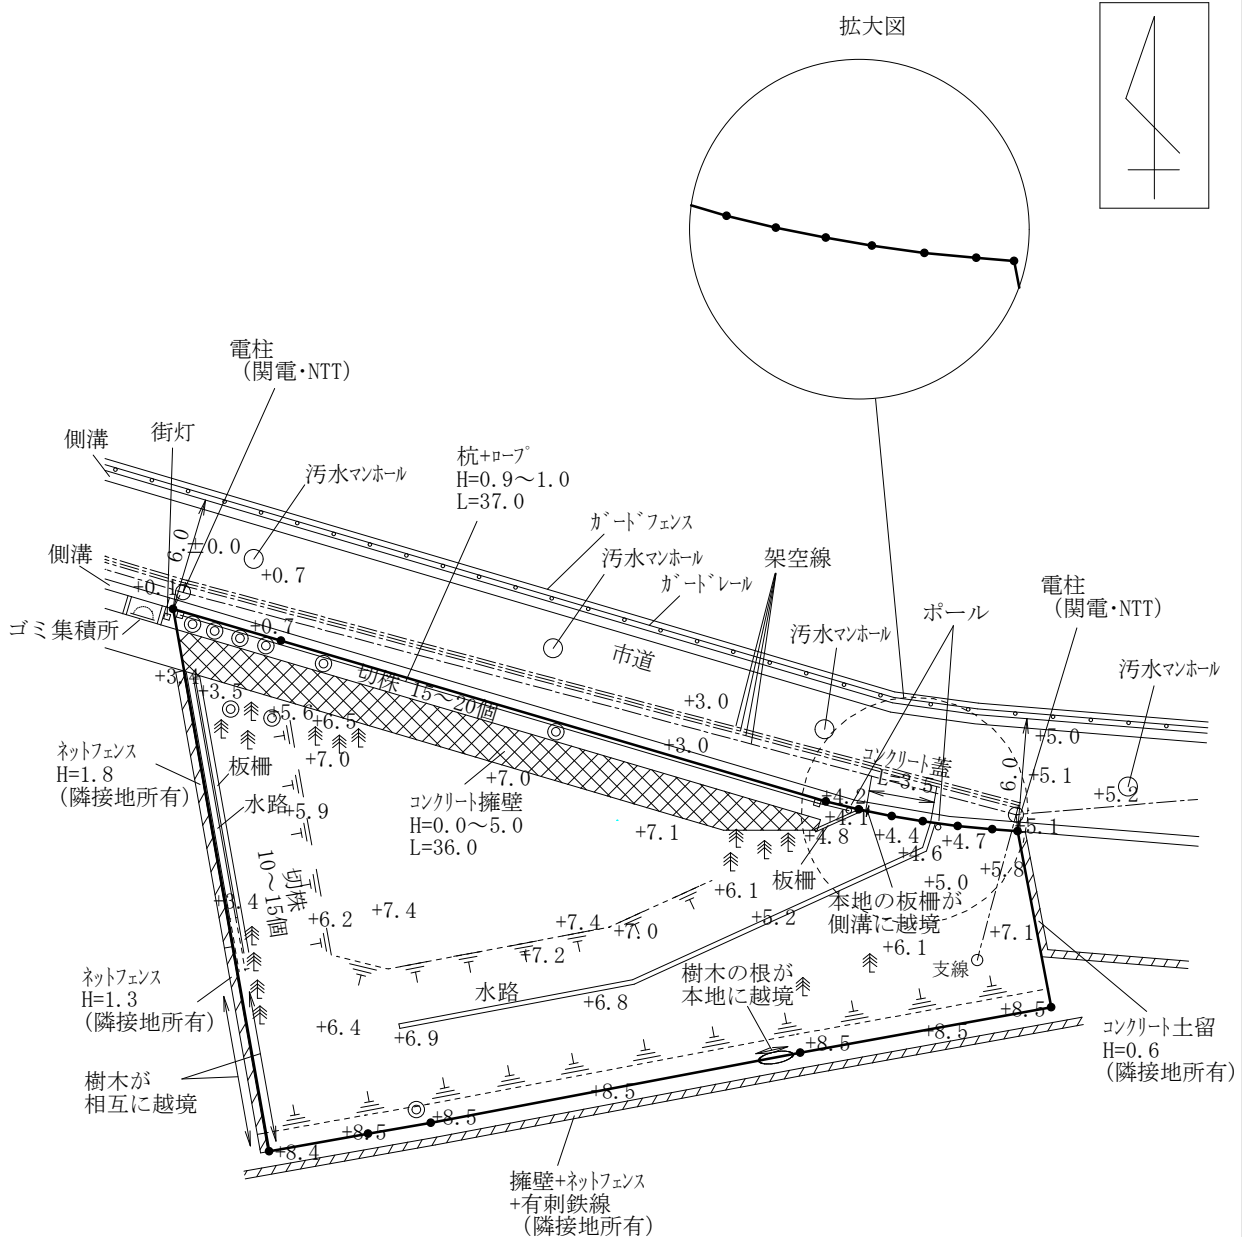 拡大図
電柱
(関電・NTT)
側溝
街灯
汚水マンホール
杭+ロープ
H=0.9～1.0
L=37.0
ガードフェンス
汚水マンホール
ガードレール
架空線
6.0
±0.0
+0.7
側溝
+0.1
ゴミ集積所
+0.7
市道
汚水マンホール
ポール
電柱
(関電・NTT)
汚水マンホール
+3.4
+3.5
切株 15～20個
+5.6
+6.5
+7.0
+3.0
+3.0
+7.0
コンクリート蓋
L=3.5
6.0
+5.0
+5.1
+5.2
ネットフェンス
H=1.8
(隣接地所有)
板柵
水路
+5.9
コンクリート擁壁
H=0.0～5.0
L=36.0
+7.1
+4.2
+4.1
+4.8
+4.4
+4.6
+4.7
+5.1
+5.8
板柵
+5.0
切株
10～15個
+3.4
+6.2
+7.4
+7.4
+7.2
+7.0
+6.1
+5.2
本地の板柵が
側溝に越境
+6.1
+7.1
支線
ネットフェンス
H=1.3
(隣接地所有)
水路
樹木の根が
本地に越境
+6.8
+6.4
+6.9
+8.5
+8.5
+8.5
コンクリート土留
H=0.6
(隣接地所有)
樹木が
相互に越境
+8.5
+8.5
+8.5
+8.4
擁壁+ネットフェンス
+有刺鉄線
(隣接地所有)